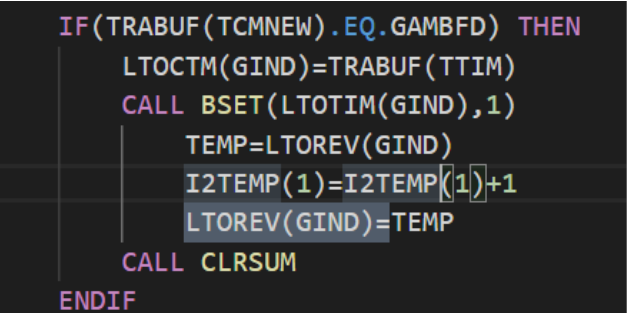 IF(TRABUF(TCMNEW).EQ.GAMBFD) THEN
LTOCTM(GIND)=TRABUF(TTIM)
CALL BSET(LTOTIM(GIND),1)
TEMP=LTOREV(GIND)
I2TEMP(1)=I2TEMP(1)+1
LTOREV(GIND)=TEMP
CALL CLRSUM
ENDIF